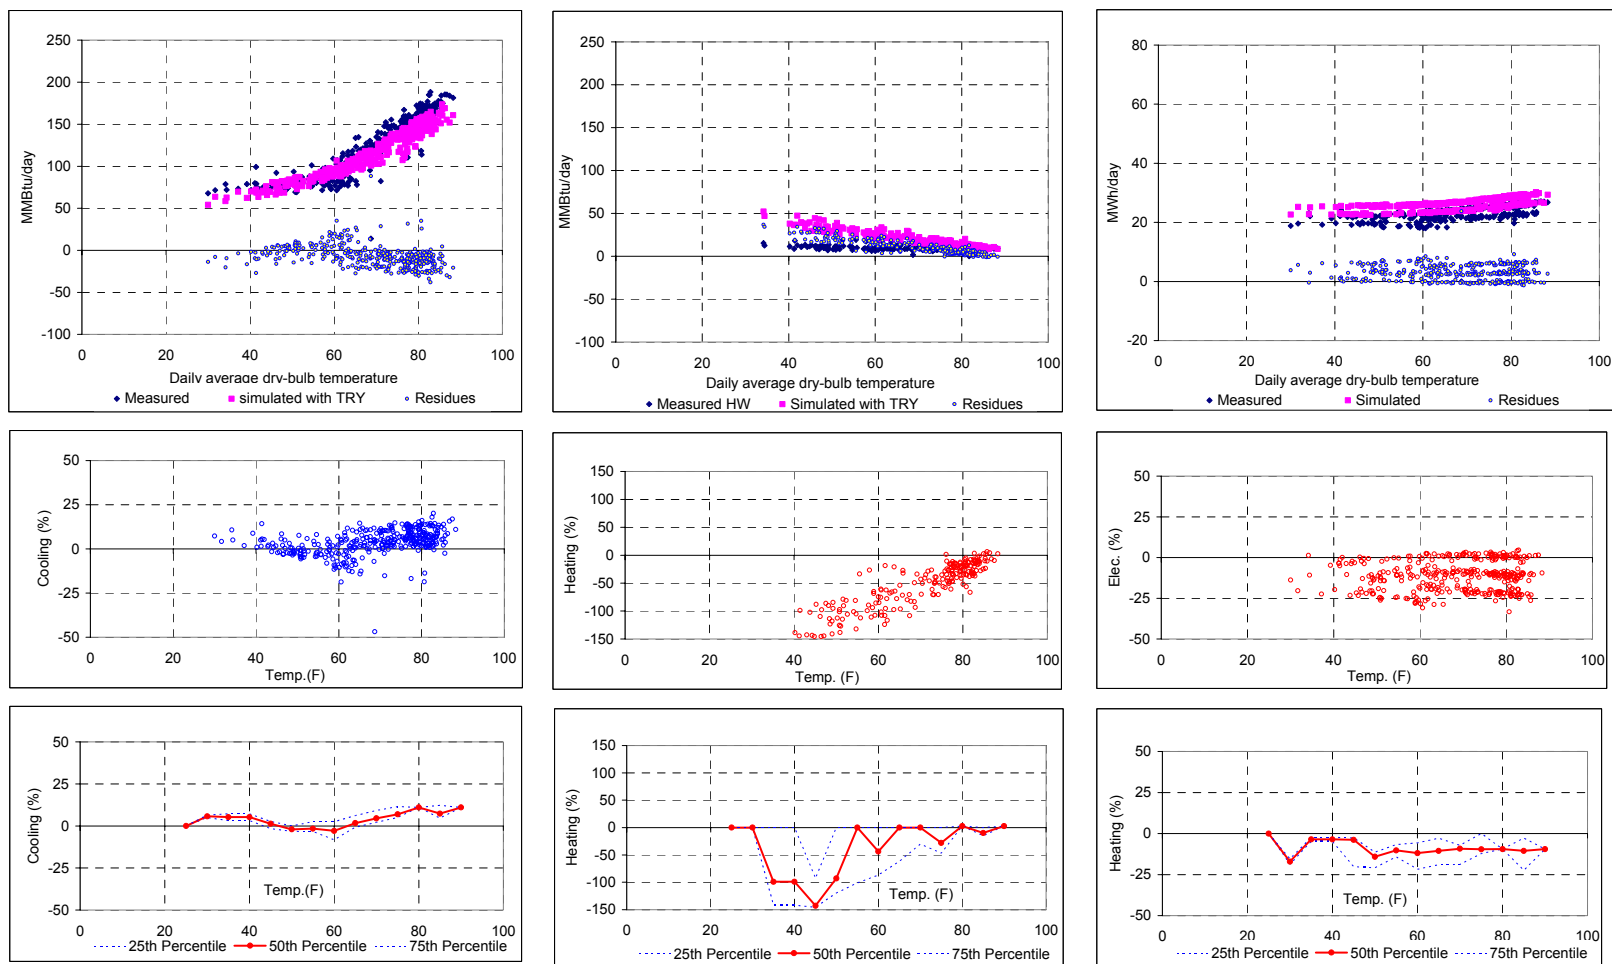 250
200
150
100
50
0
-50
-100
MMBtu/day
0 20 40 60 80 100
Daily average dry-bulb temperature
Measured simulated with TRY Residues
250
200
150
100
50
0
-50
-100
MMBtu/day
0 20 40 60 80 100
Daily average dry-bulb temperature
Measured HW Simulated with TRY Residues
80
60
40
20
0
-20
MWh/day
0 20 40 60 80 100
Daily average dry-bulb temperature
Measured Simulated Residues
50
25
0
-25
-50
Cooling (%)
0 20 40 60 80 100
Temp.(F)
150
100
50
0
-50
-100
-150
Heating (%)
0 20 40 60 80 100
Temp. (F)
50
25
0
-25
-50
Elec. (%)
0 20 40 60 80 100
Temp. (F)
50
25
0
-25
-50
Cooling (%)
Temp.(F)
0 20 40 60 80 100
25th Percentile 50th Percentile 75th Percentile
150
100
50
0
-50
-100
-150
Heating (%)
Temp. (F)
0 20 40 60 80 100
25th Percentile 50th Percentile 75th Percentile
50
25
0
-25
-50
Heating (%)
Temp. (F)
0 20 40 60 80 100
25th Percentile 50th Percentile 75th Percentile